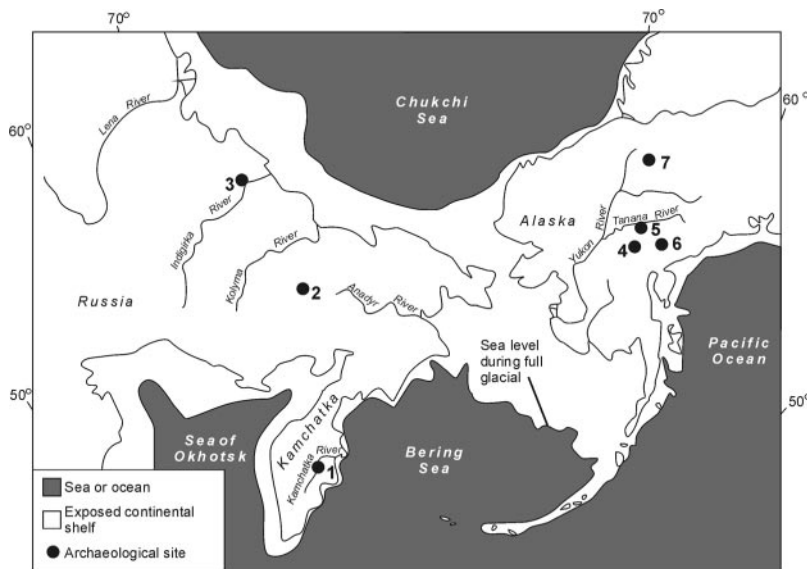 70°
70°
60°
60°
50°
50°
Chukchi
Sea
Lena River
3
Indigirka River
Kolyma River
2
Anadyr River
Russia
Alaska
7
Yukon River
Tanana River
5
4
6
Sea level
during full
glacial
Pacific
Ocean
Sea of
Okhotsk
Kamchatka
Kamchatka River
1
Bering
Sea
Sea or ocean
Exposed continental
shelf
Archaeological site